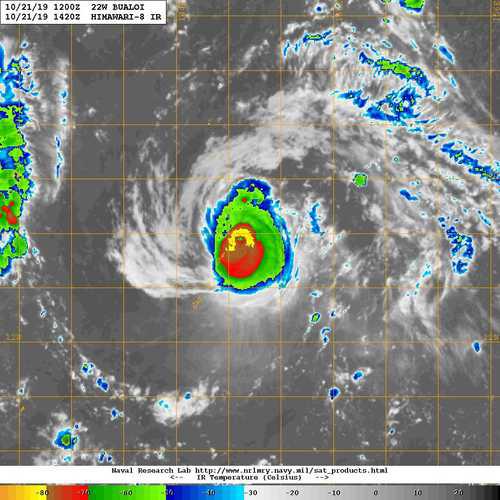 10/21/19 1200Z 22W BUALOI
10/21/19 1420Z HIMAWARI-8 IR
Naval Research Lab http://www.nrlmry.navy.mil/sat_products.html
<-- IR Temperature (Celsius) -->
-80 -70 -60 -50 -40 -30 -20 -10 0 10 20